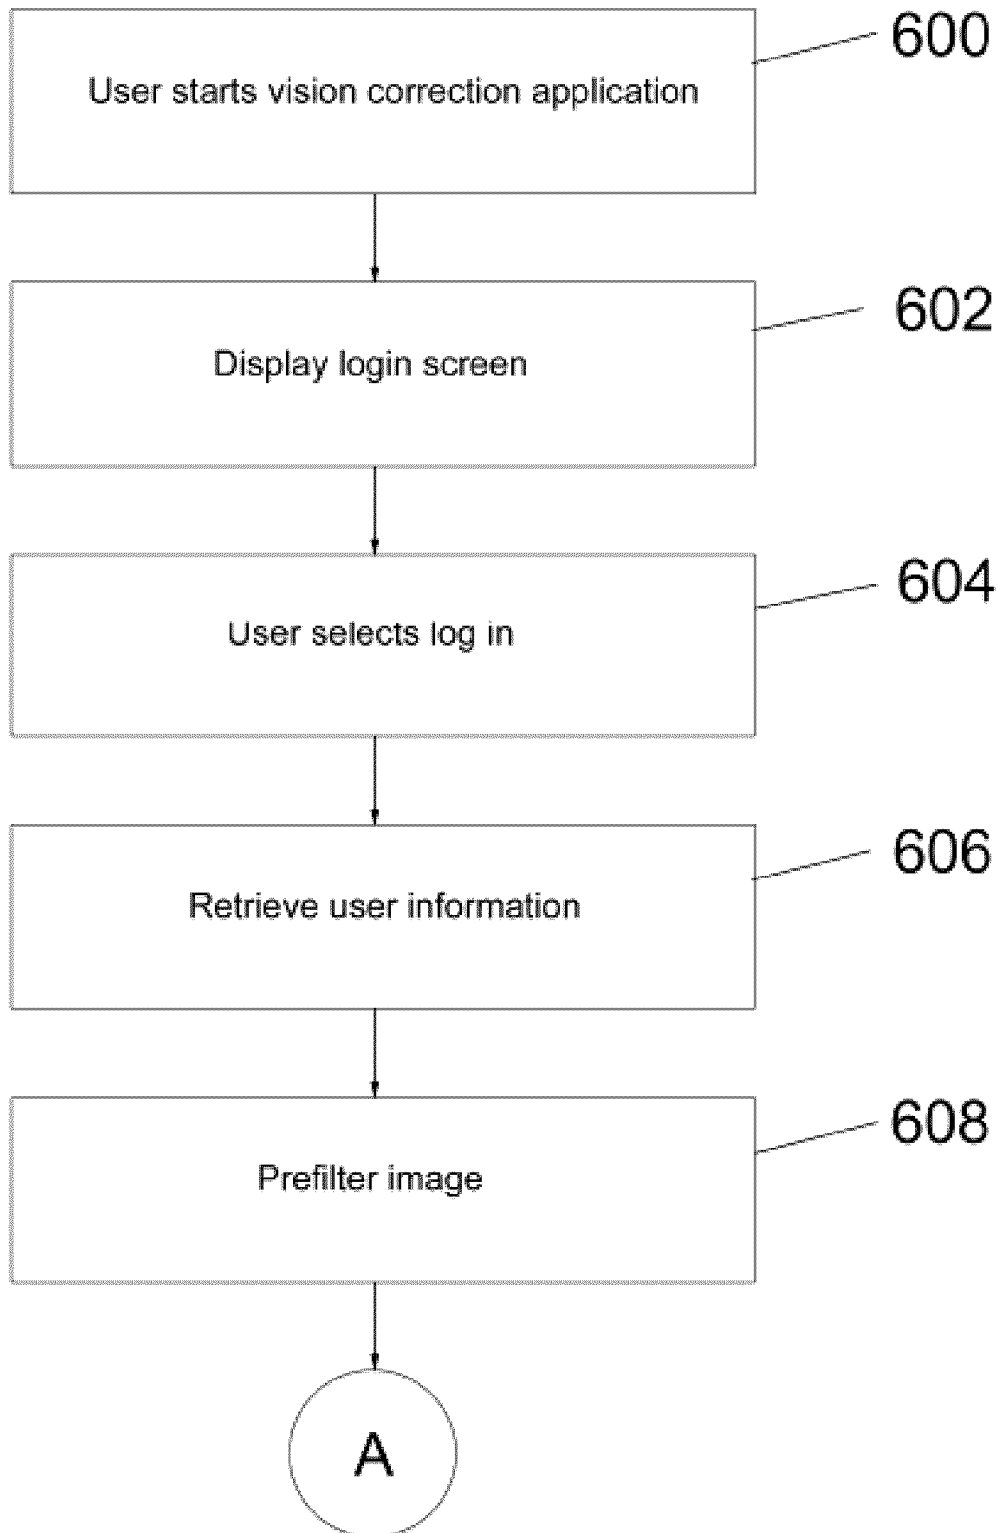 600
User starts vision correction application
602
Display login screen
604
User selects log in
606
Retrieve user information
608
Prefilter image
A